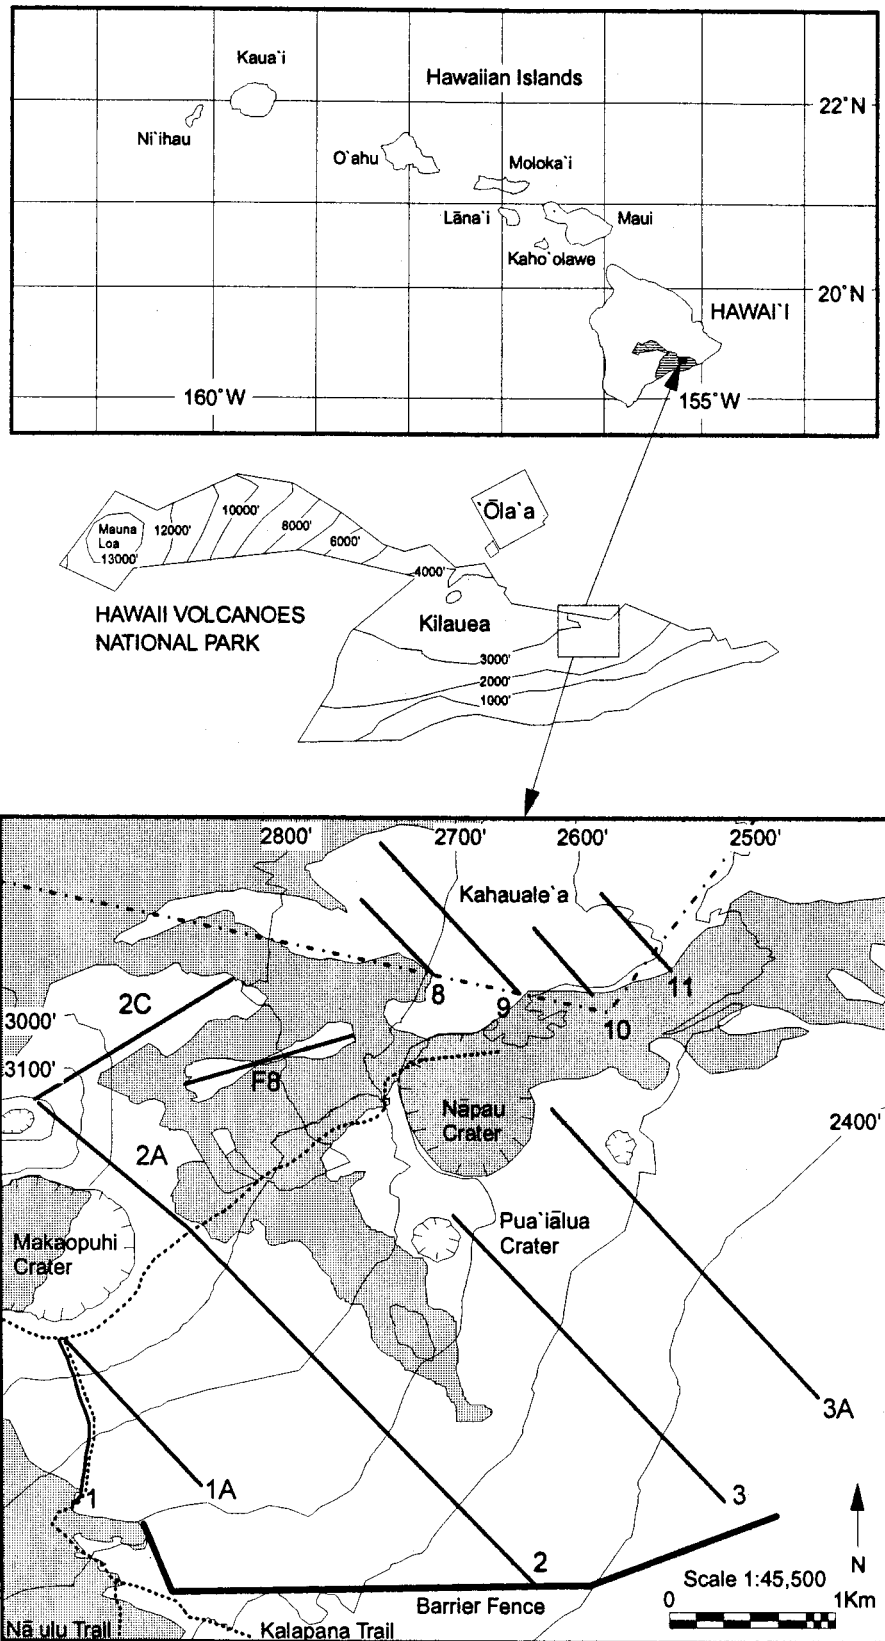 Kaua`i
Hawaiian Islands
22°N
Ni`ihau
O`ahu
Moloka`i
Lāna`i
Maui
Kaho`olawe
20°N
HAWAI`I
160°W
155°W
`Ōla`a
10000'
12000'
8000'
6000'
Mauna
Loa
13000'
4000'
HAWAII VOLCANOES
NATIONAL PARK
Kilauea
3000'
2000'
1000'
2800'
2700'
2600'
2500'
Kahauale`a
2C
8
9
11
10
3000'
3100'
F8
Nāpau
Crater
2400'
2A
Pua`iālua
Crater
Makaopuhi
Crater
3A
1
1A
3
2
N
Scale 1:45,500
0
1Km
Barrier Fence
Nā ulu Trail
Kalapana Trail